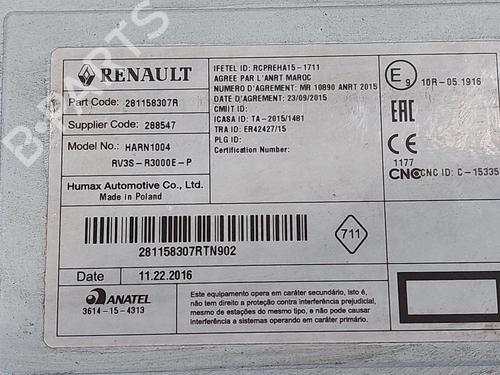 RENAULT
Part Code: 281158307R
Supplier Code: 288547
Model No.: HARN1004
RV3S-R3000E-P
Humax Automotive Co., Ltd.
Made in Poland
IFETEL ID: RCPREHA15-1711
AGREE PAR L'ANRT MAROC
NUMERO D'AGREMENT: MR 10890 ANRT 2015
DATE D'AGREMENT: 23/09/2015
CMIIT ID:
ICASA ID: TA-2015/1481
TRA ID: ER42427/15
PLG ID:
Certification Number:
E9 10R-05.1916
EAC
CE
1177
CNC CNC ID: C-15335
281158307RTN902
711
Date 11.22.2016
ANATEL
3614-15-4313
Este equipamento opera em caráter secundário, isto é,
não tem direito a proteção contra interferência prejudicial,
mesmo de estações do mesmo tipo, e não pode causar
interferência a sistemas operando em caráter primário.
B-PARTS